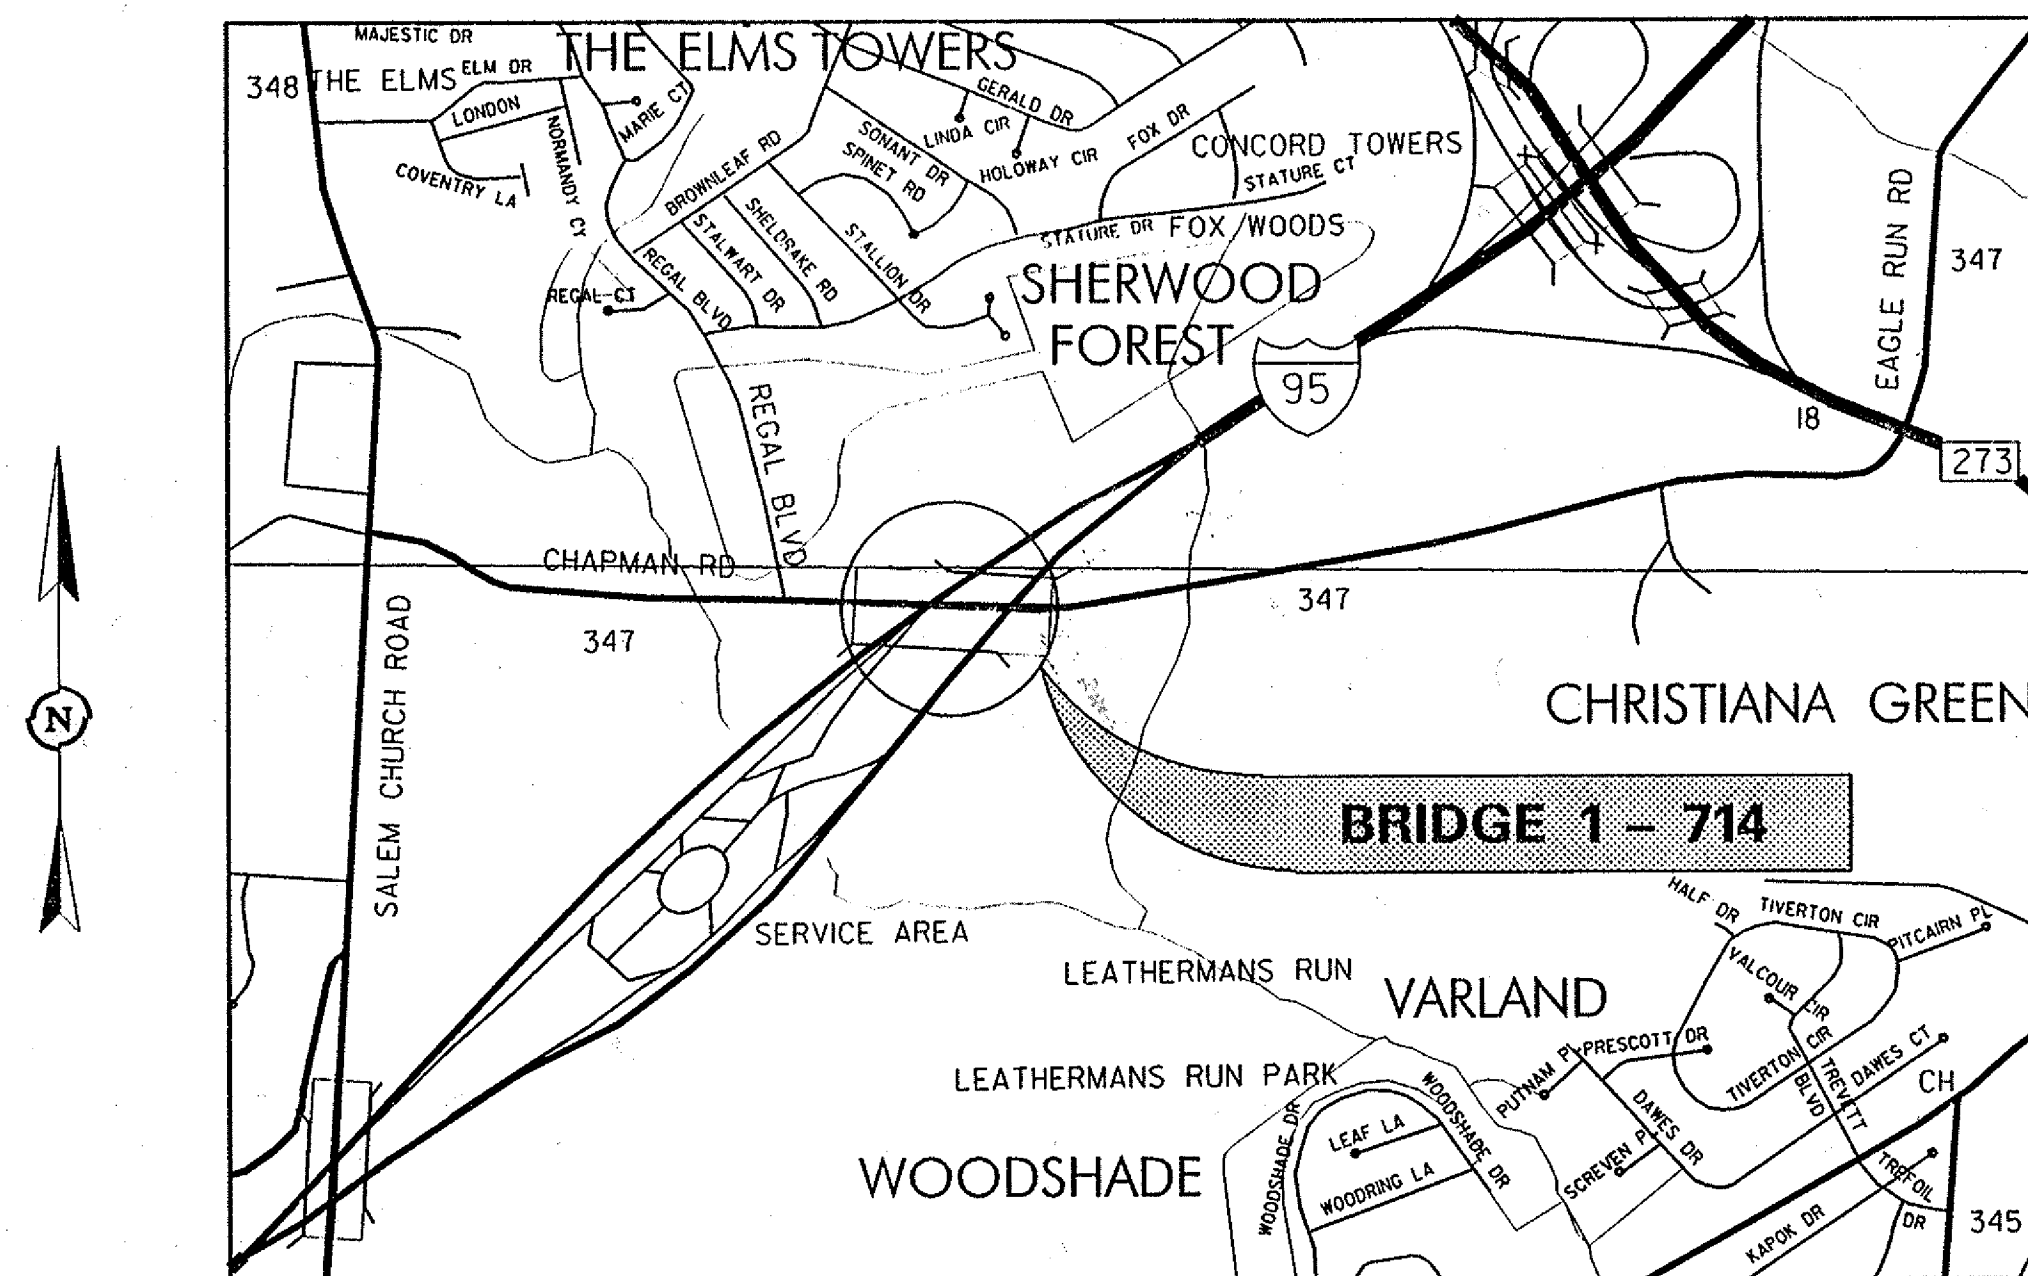 MAJESTIC DR
THE ELMS TOWERS
348
THE ELMS
ELM DR
LONDON
MARIE CT
NORMANDY CY
COVENTRY LA
GERALD DR
LINDA CIR
SONANT DR
SPINET RD
HOLOWAY CIR
FOX DR
CONCORD TOWERS
STATURE CT
BROWNLEAF RD
SHELDRAKE RD
STALWART DR
STALLION DR
STATURE DR
FOX WOODS
REGAL BLVD
REGAL CT
SHERWOOD
FOREST
EAGLE RUN RD
347
95
18
273
REGAL BLVD
CHAPMAN RD
347
347
SALEM CHURCH ROAD
N
CHRISTIANA GREEN
BRIDGE 1 - 714
SERVICE AREA
LEATHERMANS RUN
VARLAND
HALF DR
TIVERTON CIR
PITCAIRN PL
VALCOUR CIR
PRESCOTT DR
PUTNAM PL
TIVERTON CIR
TREVETT
BLVD
DAWES CT
CH
LEATHERMANS RUN PARK
WOODSHADE DR
WOODSHADE DR
LEAF LA
WOODRING LA
DAWES DR
SCREVEN PL
WOODSHADE
TREFOIL
DR
KAPOK DR
345